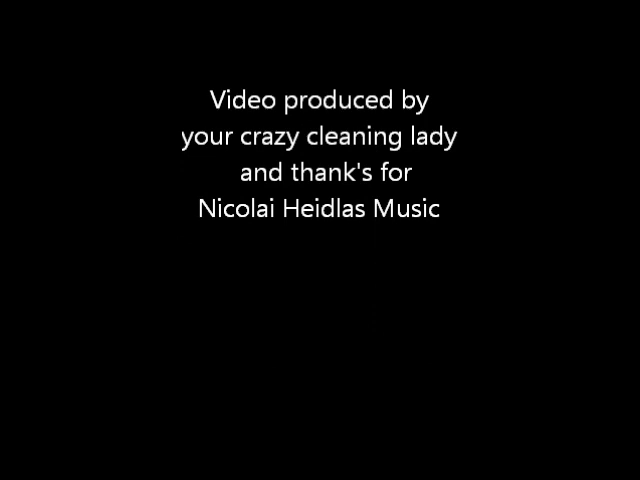 Video produced by
your crazy cleaning lady
and thank's for
Nicolai Heidlas Music